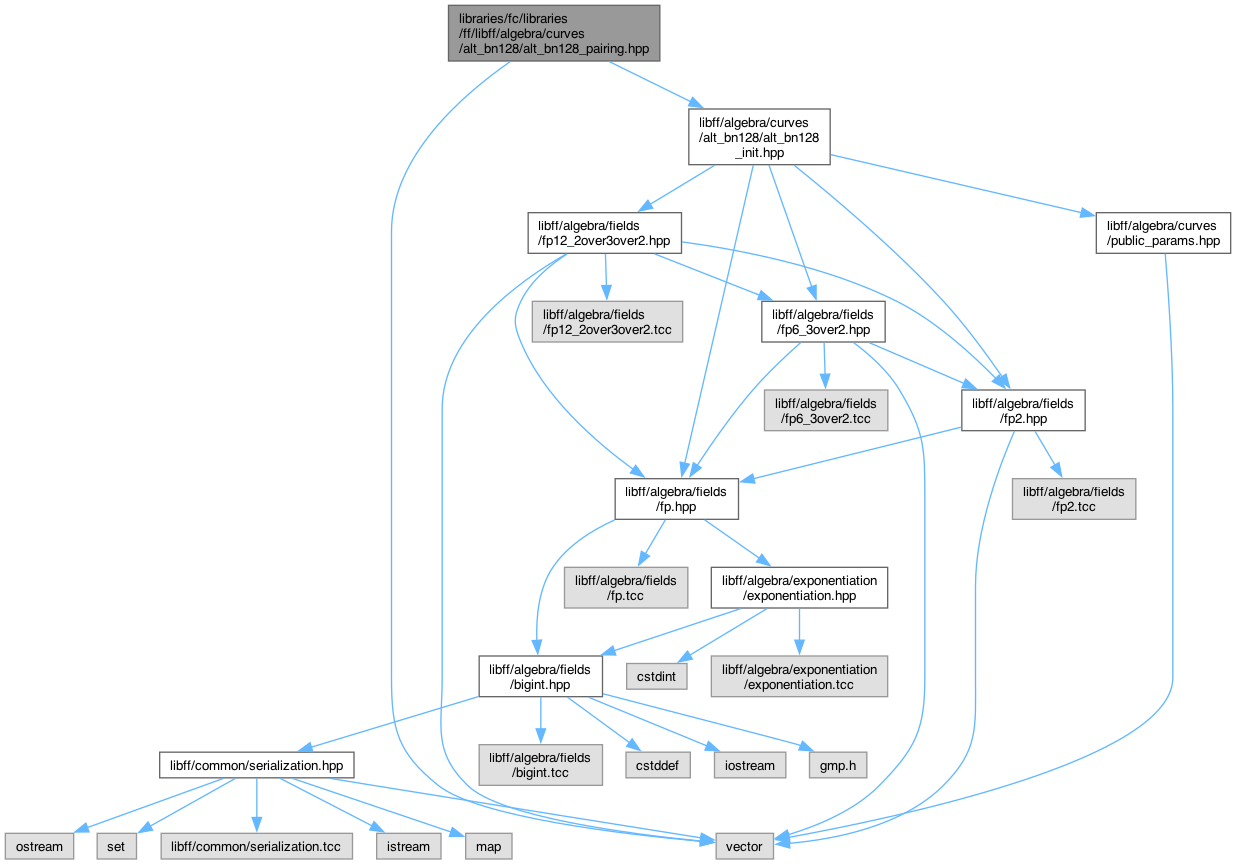 libraries/fc/libraries
/ff/libff/algebra/curves
/alt_bn128/alt_bn128_pairing.hpp
libff/algebra/curves
/alt_bn128/alt_bn128
_init.hpp
libff/algebra/fields
/fp12_2over3over2.hpp
libff/algebra/curves
/public_params.hpp
libff/algebra/fields
/fp12_2over3over2.tcc
libff/algebra/fields
/fp6_3over2.hpp
libff/algebra/fields
/fp6_3over2.tcc
libff/algebra/fields
/fp2.hpp
libff/algebra/fields
/fp.hpp
libff/algebra/fields
/fp2.tcc
libff/algebra/fields
/fp.tcc
libff/algebra/exponentiation
/exponentiation.hpp
libff/algebra/fields
/bigint.hpp
cstdint
libff/algebra/exponentiation
/exponentiation.tcc
libff/common/serialization.hpp
libff/algebra/fields
/bigint.tcc
cstddef
iostream
gmp.h
ostream
set
libff/common/serialization.tcc
istream
map
vector